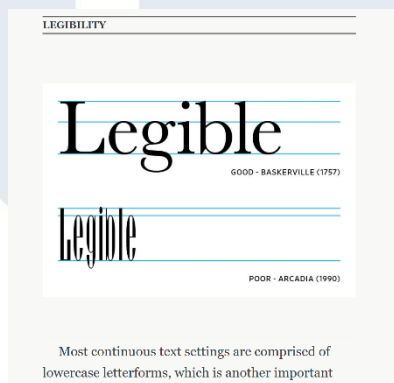 LEGIBILITY
Legible
GOOD - BASKERVILLE (1757)
Legible
POOR - ARCADIA (1990)
Most continuous text settings are comprised of
lowercase letterforms, which is another important